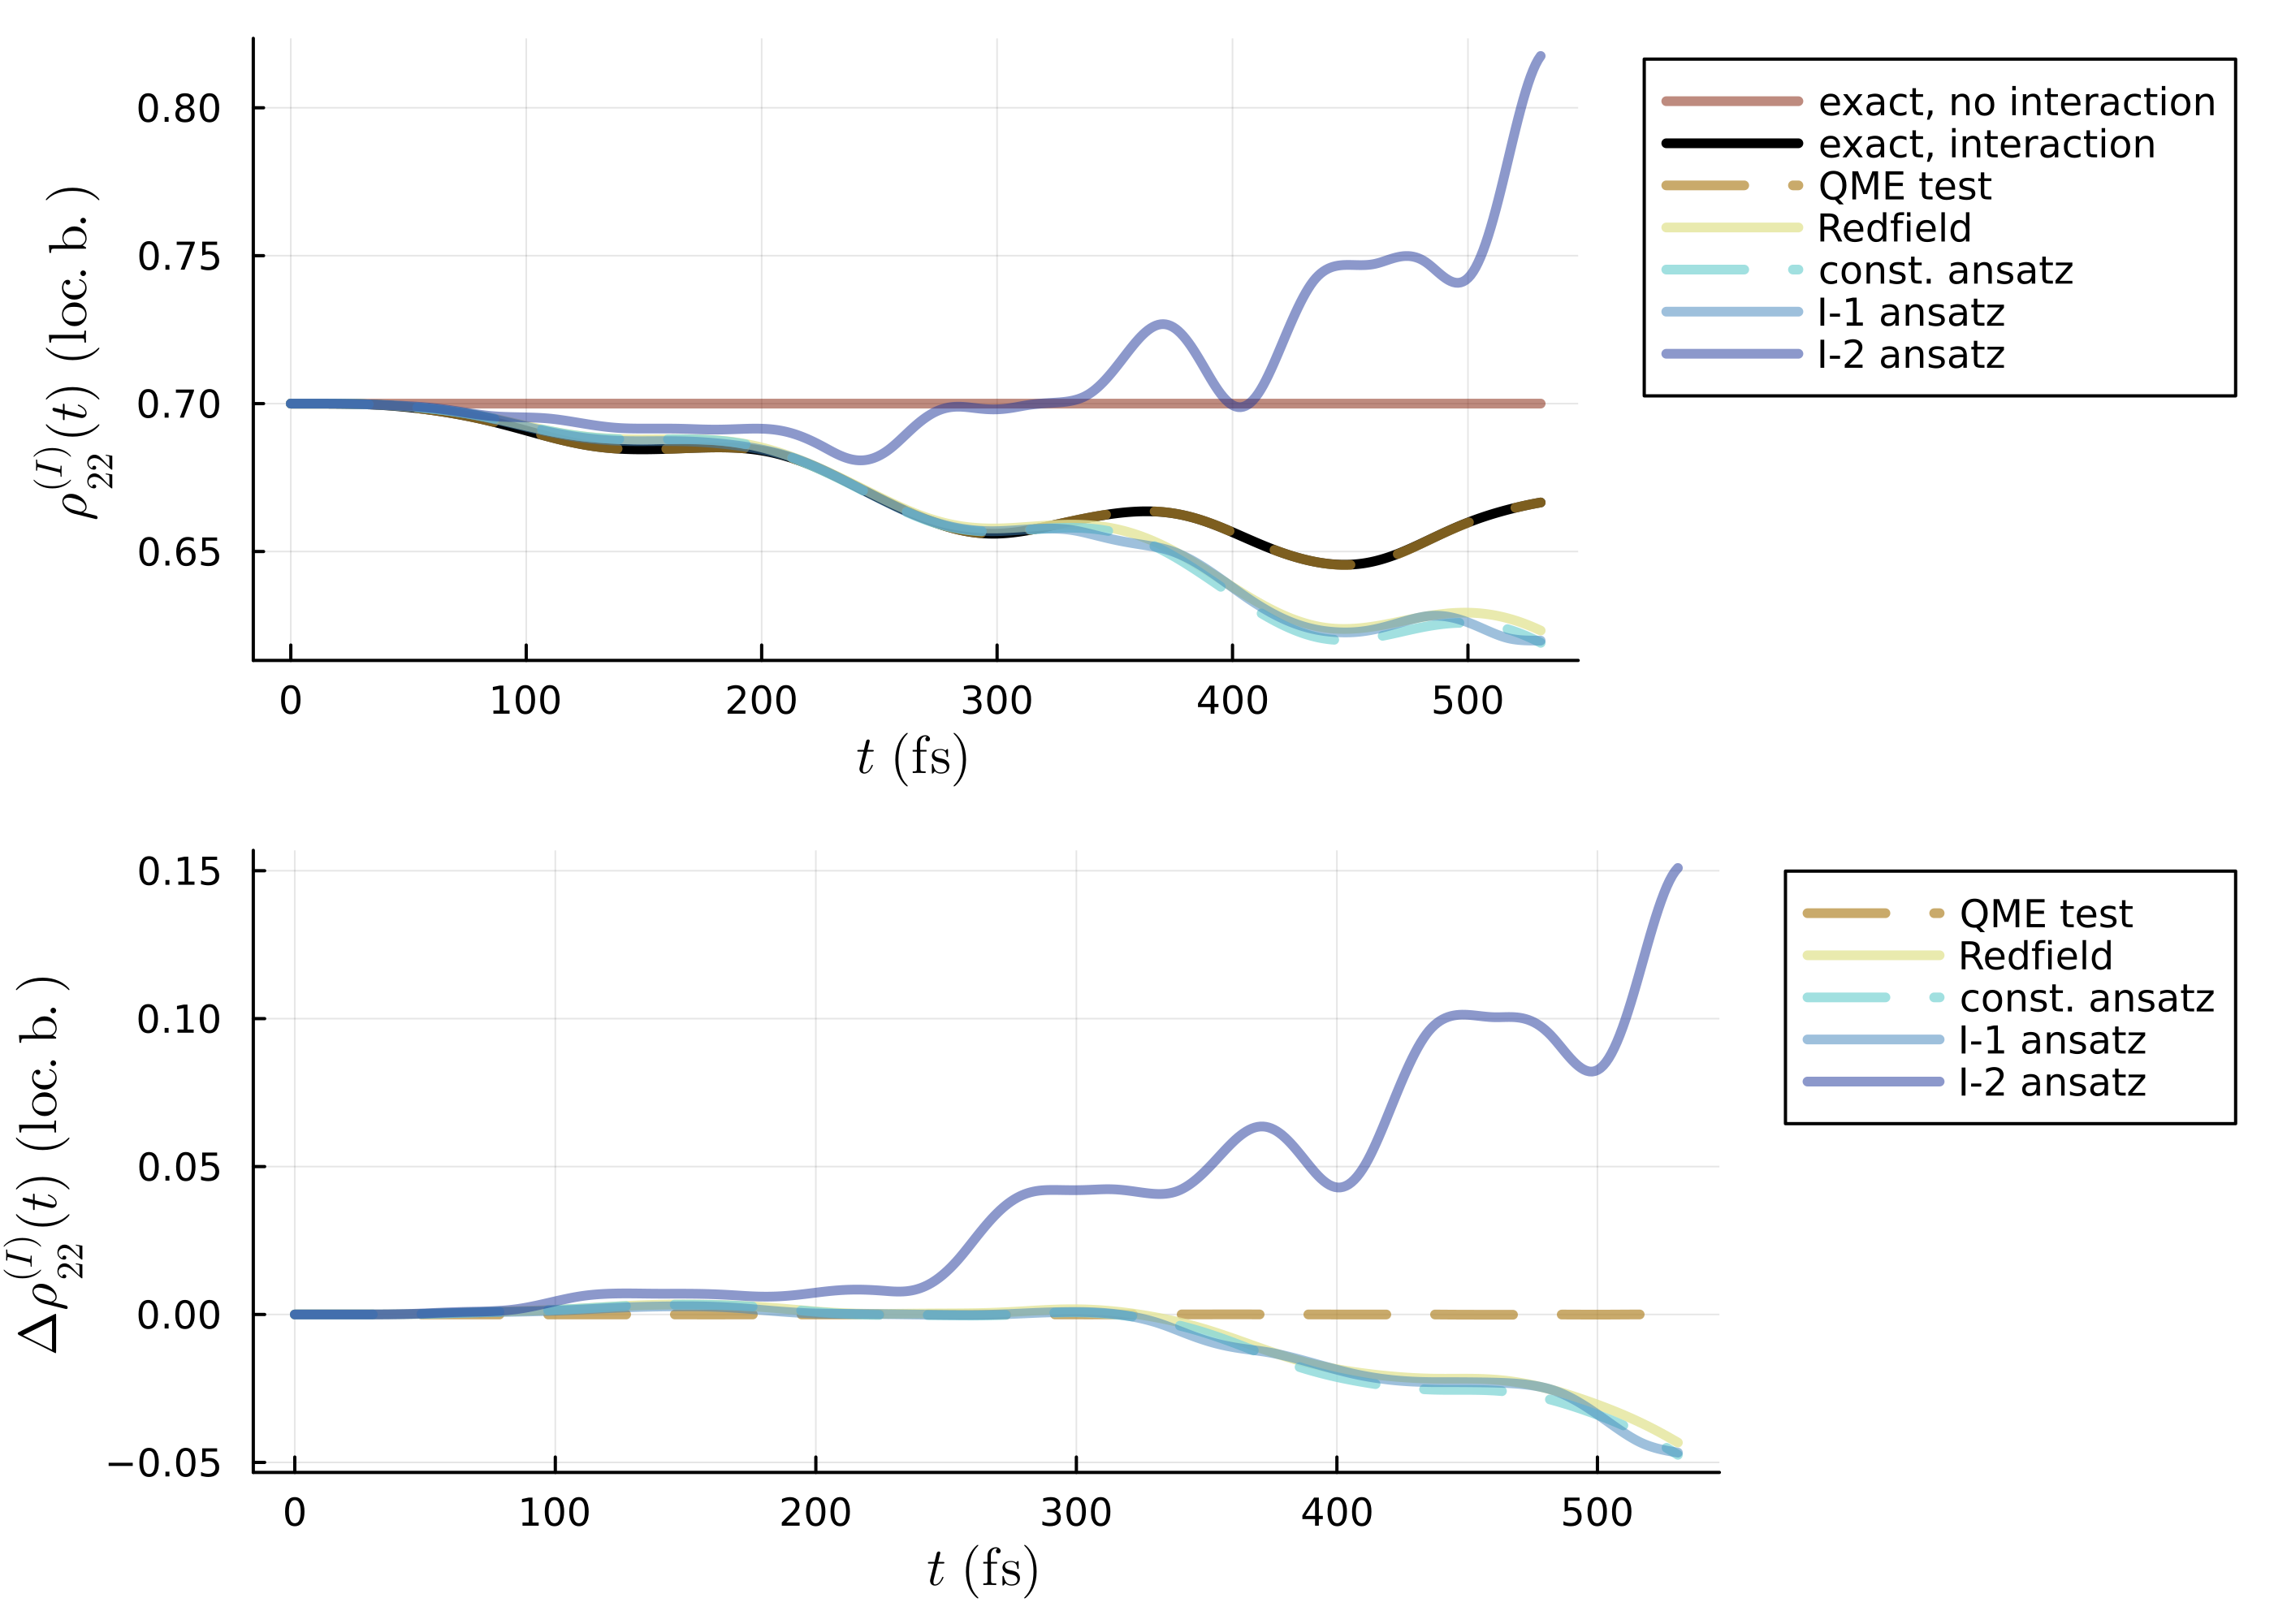 0.80
0.75
0.70
0.65
ρ₂₂⁽ᴵ⁾(t) (loc. b. )
0 100 200 300 400 500
t (fs)
exact, no interaction
exact, interaction
QME test
Redfield
const. ansatz
I-1 ansatz
I-2 ansatz
0.15
0.10
0.05
0.00
−0.05
Δρ₂₂⁽ᴵ⁾(t) (loc. b. )
0 100 200 300 400 500
t (fs)
QME test
Redfield
const. ansatz
I-1 ansatz
I-2 ansatz